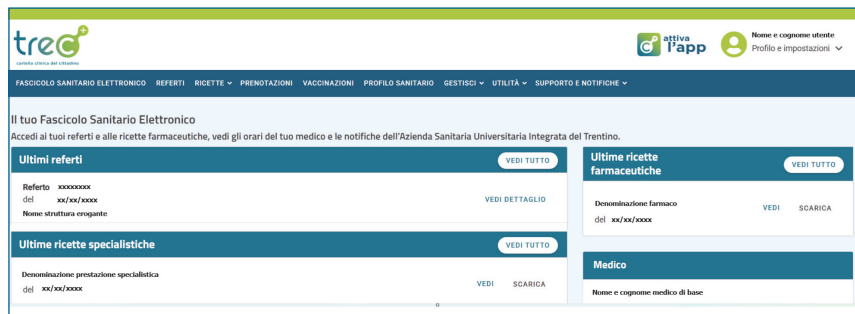 trec+
cartella clinica del cittadino
attiva
l'app
Nome e cognome utente
Profilo e impostazioni
FASCICOLO SANITARIO ELETTRONICO REFERTI RICETTE PRENOTAZIONI VACCINAZIONI PROFILO SANITARIO GESTISCI UTILITÀ SUPPORTO E NOTIFICHE
Il tuo Fascicolo Sanitario Elettronico
Accedi ai tuoi referti e alle ricette farmaceutiche, vedi gli orari del tuo medico e le notifiche dell'Azienda Sanitaria Universitaria Integrata del Trentino.
Ultimi referti VEDI TUTTO
Referto xxxxxxxx
del xx/xx/xxxx VEDI DETTAGLIO
Nome struttura erogante
Ultime ricette specialistiche VEDI TUTTO
Denominazione prestazione specialistica
del xx/xx/xxxx VEDI SCARICA
Ultime ricette
farmaceutiche VEDI TUTTO
Denominazione farmaco
del xx/xx/xxxx VEDI SCARICA
Medico
Nome e cognome medico di base